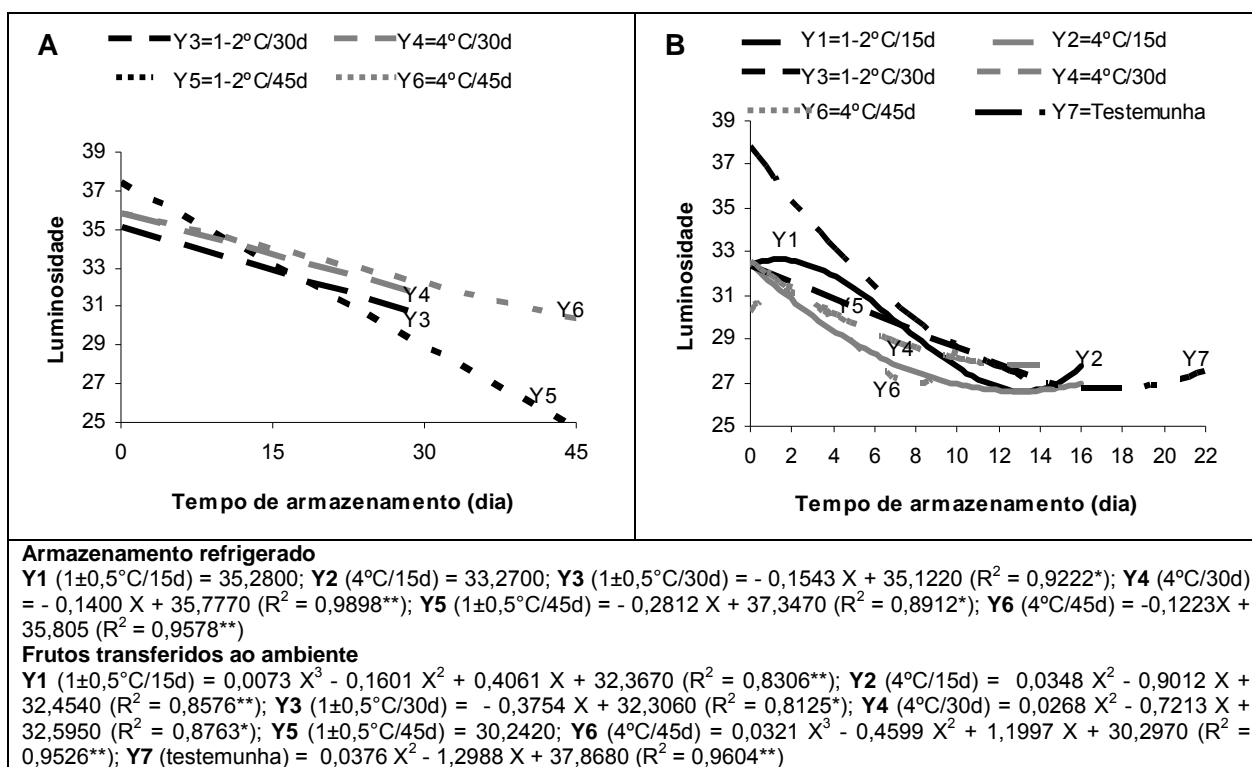 A
Y3=1-2ºC/30d Y4=4ºC/30d
Y5=1-2ºC/45d Y6=4ºC/45d
Luminosidade
39
37
35
33
31
29
27
25
Y4
Y3
Y6
Y5
0 15 30 45
Tempo de armazenamento (dia)
B
Y1=1-2ºC/15d Y2=4ºC/15d
Y3=1-2ºC/30d Y4=4ºC/30d
Y6=4ºC/45d Y7=Testemunha
Luminosidade
39
37
35
33
31
29
27
25
Y1
Y5
Y4
Y6
Y2
Y7
0 2 4 6 8 10 12 14 16 18 20 22
Tempo de armazenamento (dia)
Armazenamento refrigerado
Y1 (1±0,5°C/15d) = 35,2800; Y2 (4ºC/15d) = 33,2700; Y3 (1±0,5°C/30d) = - 0,1543 X + 35,1220 (R² = 0,9222*); Y4 (4ºC/30d)
= - 0,1400 X + 35,7770 (R² = 0,9898**); Y5 (1±0,5°C/45d) = - 0,2812 X + 37,3470 (R² = 0,8912*); Y6 (4ºC/45d) = -0,1223X +
35,805 (R² = 0,9578**)
Frutos transferidos ao ambiente
Y1 (1±0,5°C/15d) = 0,0073 X³ - 0,1601 X² + 0,4061 X + 32,3670 (R² = 0,8306**); Y2 (4ºC/15d) = 0,0348 X² - 0,9012 X +
32,4540 (R² = 0,8576**); Y3 (1±0,5°C/30d) = - 0,3754 X + 32,3060 (R² = 0,8125*); Y4 (4ºC/30d) = 0,0268 X² - 0,7213 X +
32,5950 (R² = 0,8763*); Y5 (1±0,5°C/45d) = 30,2420; Y6 (4ºC/45d) = 0,0321 X³ - 0,4599 X² + 1,1997 X + 30,2970 (R² =
0,9526**); Y7 (testemunha) = 0,0376 X² - 1,2988 X + 37,8680 (R² = 0,9604**)